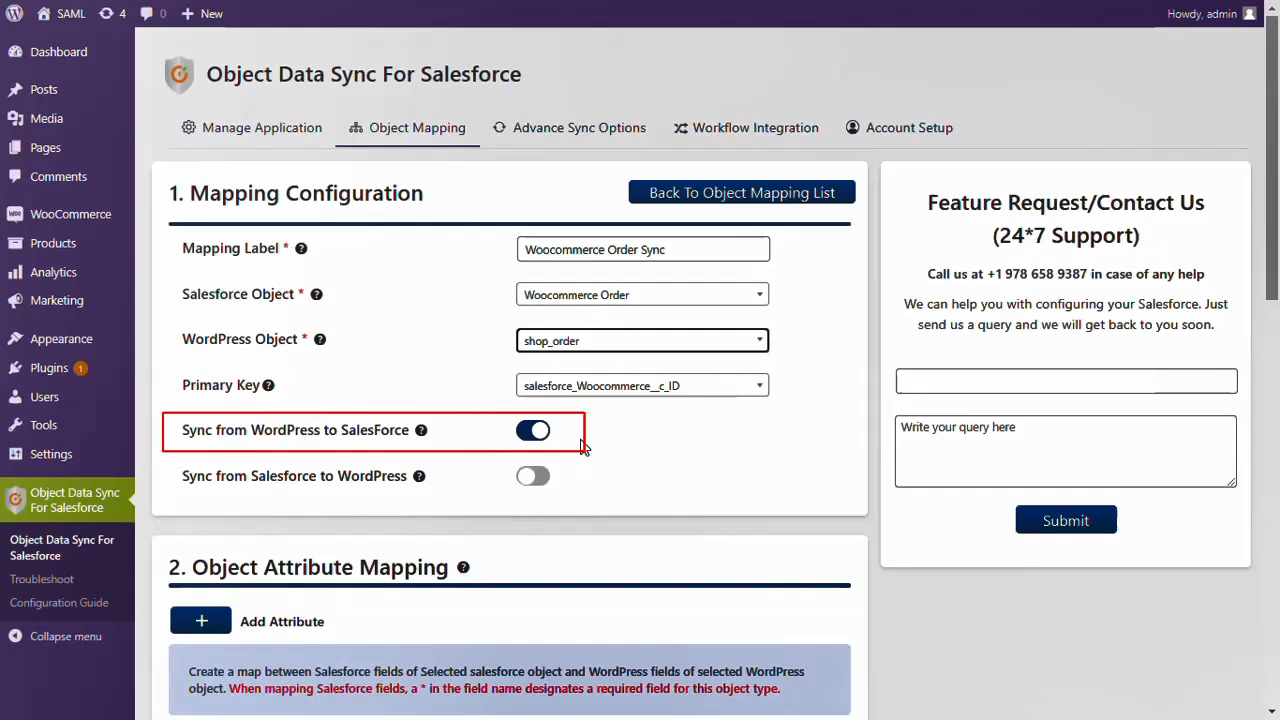 SAML
4
0
New
Howdy, admin
Dashboard
Posts
Media
Pages
Comments
WooCommerce
Products
Analytics
Marketing
Appearance
Plugins 1
Users
Tools
Settings
Object Data Sync
For Salesforce
Object Data Sync For
Salesforce
Troubleshoot
Configuration Guide
Collapse menu
Object Data Sync For Salesforce
Manage Application
Object Mapping
Advance Sync Options
Workflow Integration
Account Setup
1. Mapping Configuration
Back To Object Mapping List
Mapping Label *
Woocommerce Order Sync
Salesforce Object *
Woocommerce Order
WordPress Object *
shop_order
Primary Key
salesforce_Woocommerce__c_ID
Sync from WordPress to SalesForce
Sync from Salesforce to WordPress
2. Object Attribute Mapping
+
Add Attribute
Create a map between Salesforce fields of Selected salesforce object and WordPress fields of selected WordPress
object. When mapping Salesforce fields, a * in the field name designates a required field for this object type.
Feature Request/Contact Us
(24*7 Support)
Call us at +1 978 658 9387 in case of any help
We can help you with configuring your Salesforce. Just
send us a query and we will get back to you soon.
Write your query here
Submit